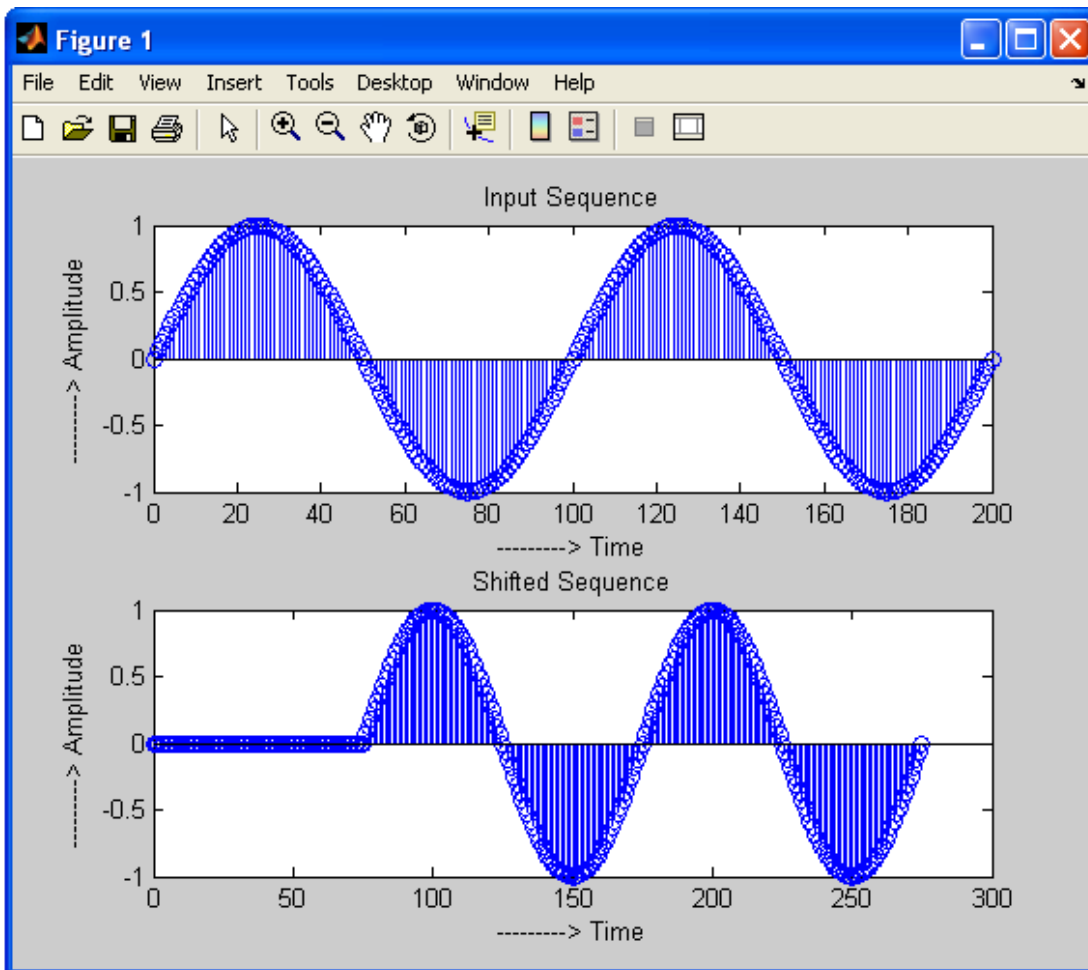 Figure 1
File Edit View Insert Tools Desktop Window Help
Input Sequence
1
0.5
0
-0.5
-1
---------> Amplitude
0 20 40 60 80 100 120 140 160 180 200
---------> Time
Shifted Sequence
1
0.5
0
-0.5
-1
---------> Amplitude
0 50 100 150 200 250 300
---------> Time